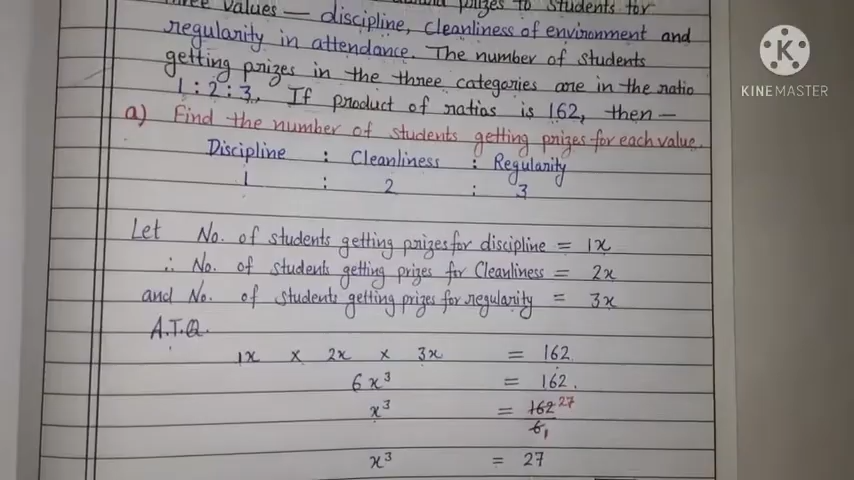 three values — discipline, cleanliness of environment and
regularity in attendance. The number of students
getting prizes in the three categories are in the ratio
1 : 2 : 3. If product of ratios is 162, then —
a) Find the number of students getting prizes for each value.
Discipline : Cleanliness : Regularity
1 : 2 : 3
Let No. of students getting prizes for discipline = 1x
∴ No. of students getting prizes for Cleanliness = 2x
and No. of students getting prizes for regularity = 3x
A.T.Q.
1x × 2x × 3x = 162
6x³ = 162.
x³ = 162 27
6 1
x³ = 27
KINEMASTER